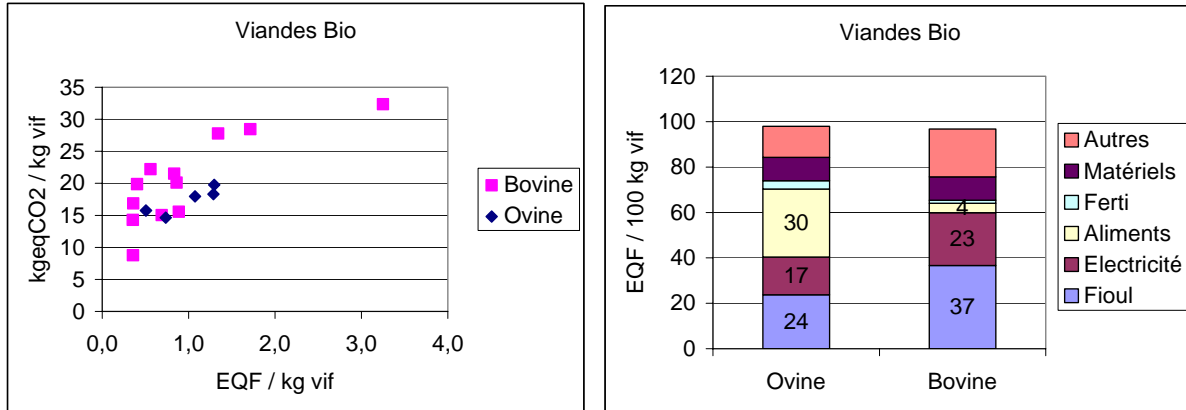 Viandes Bio
kgeqCO2 / kg vif
35
30
25
20
15
10
5
0
0,0 1,0 2,0 3,0 4,0
EQF / kg vif
Bovine
Ovine
Viandes Bio
EQF / 100 kg vif
120
100
80
60
40
20
0
30
17
24
4
23
37
Ovine Bovine
Autres
Matériels
Ferti
Aliments
Electricité
Fioul